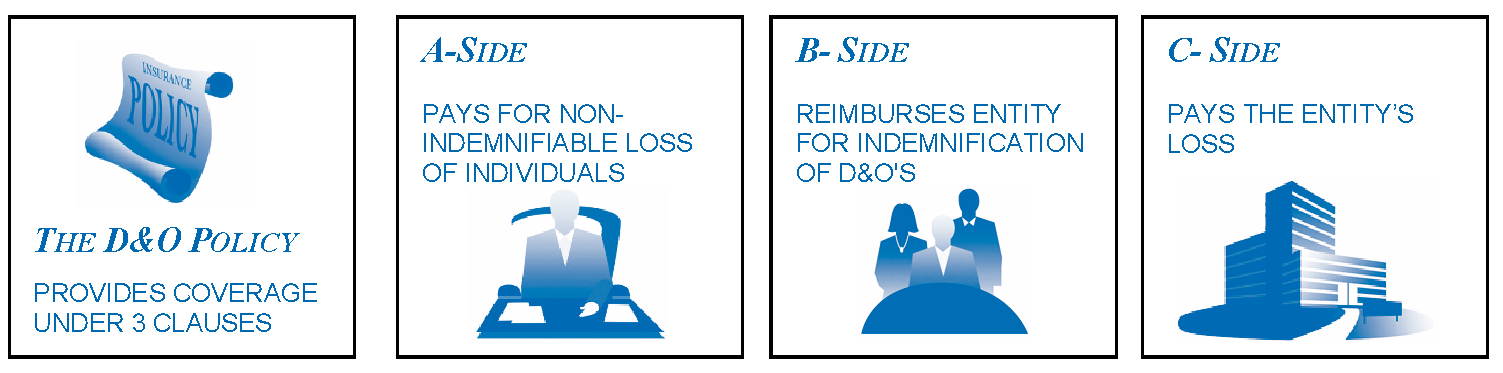 INSURANCE
POLICY
THE D&O POLICY
PROVIDES COVERAGE
UNDER 3 CLAUSES
A-SIDE
PAYS FOR NON-
INDEMNIFIABLE LOSS
OF INDIVIDUALS
B- SIDE
REIMBURSES ENTITY
FOR INDEMNIFICATION
OF D&O'S
C- SIDE
PAYS THE ENTITY’S
LOSS